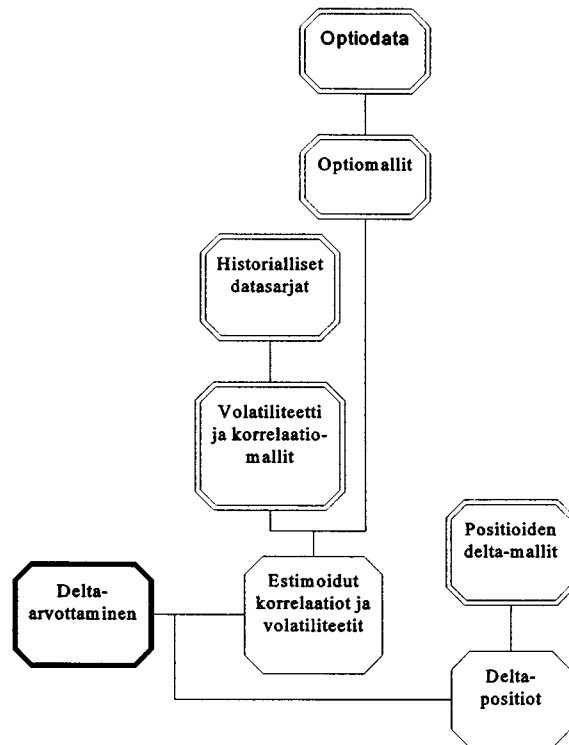 Optiodata
Optiomallit
Historialliset
datasarjat
Volatiliteetti
ja korrelaatio-
mallit
Positioiden
delta-mallit
Delta-
arvottaminen
Estimoidut
korrelaatiot ja
volatiliteetit
Delta-
positiot